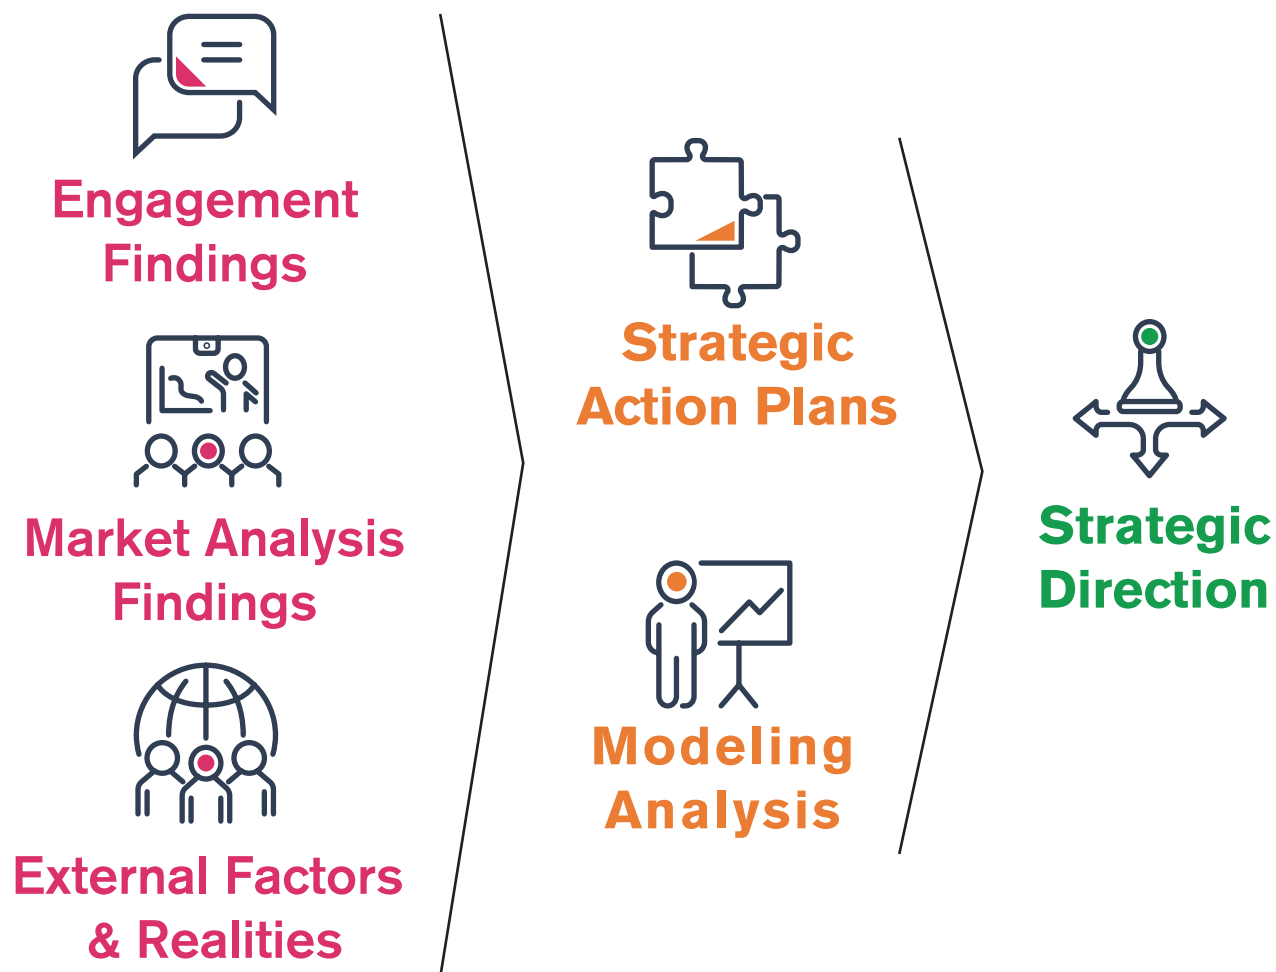 Engagement
Findings
Market Analysis
Findings
External Factors
& Realities
Strategic
Action Plans
Modeling
Analysis
Strategic
Direction